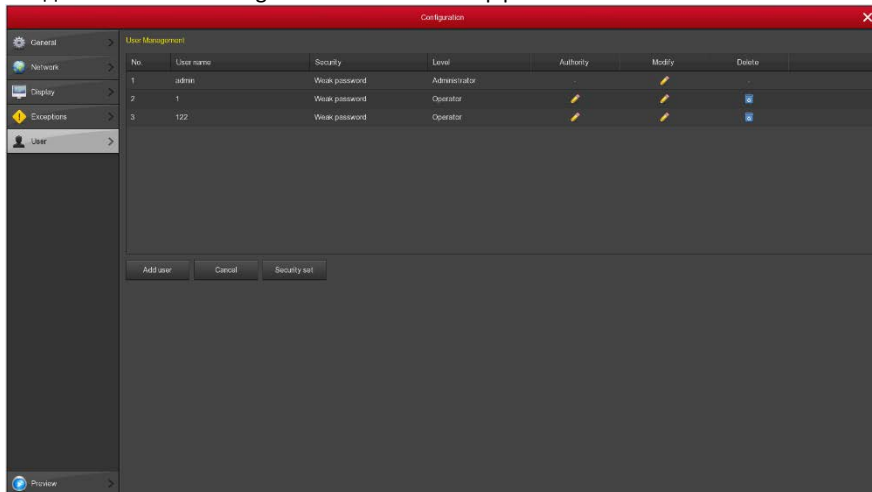 Configuration
General
Network
Display
Exceptions
User
Preview
User Management
No. User name Security Level Authority Modify Delete
1 admin Weak password Administrator - -
2 1 Weak password Operator
3 122 Weak password Operator
Add user Cancel Security set